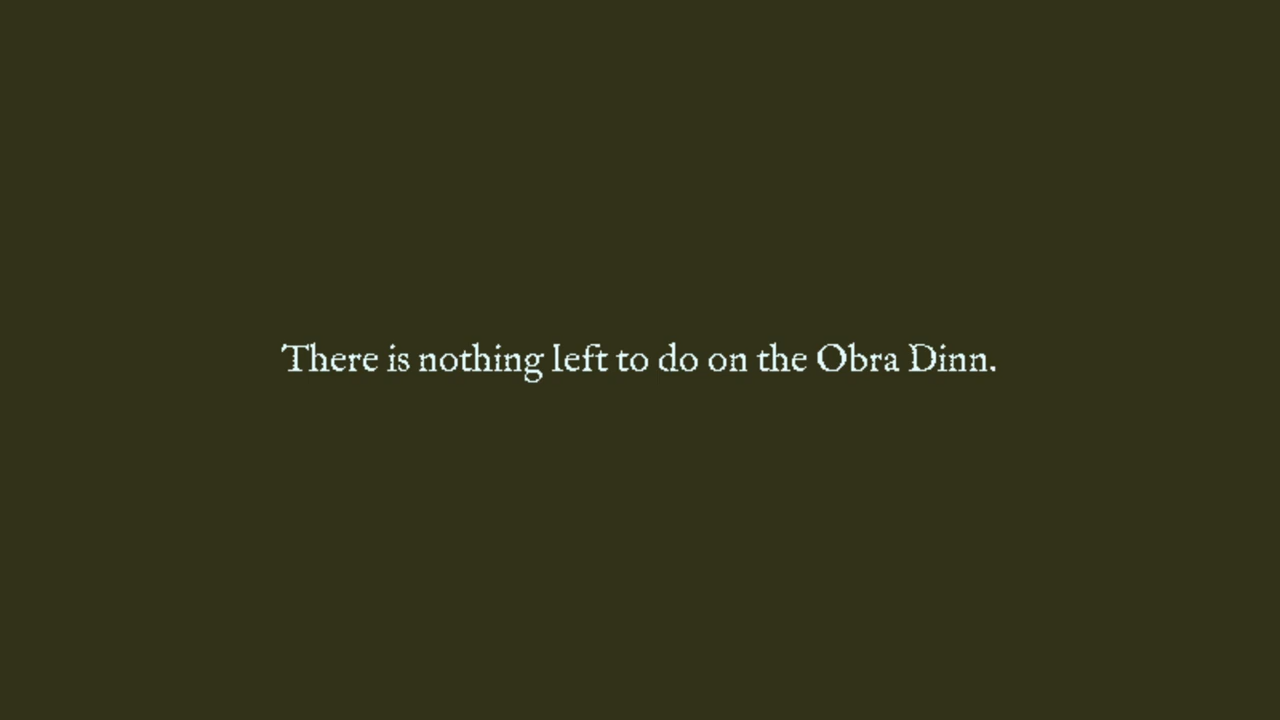 There is nothing left to do on the Obra Dinn.